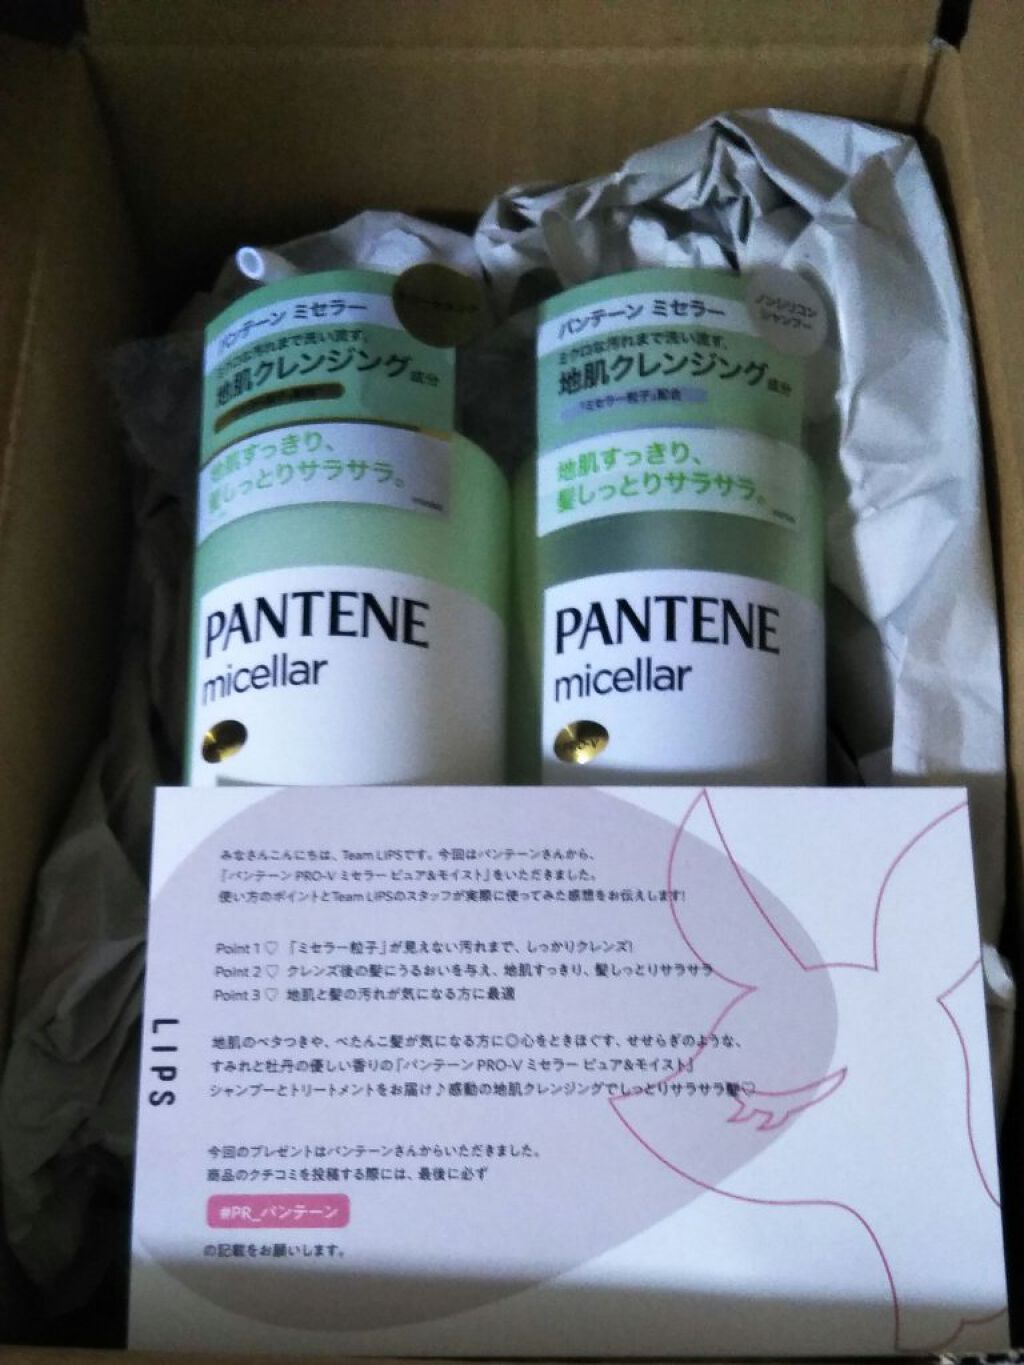 パンテーン ミセラー
ミクロな汚れまで洗い流す、
地肌クレンジング成分
地肌すっきり、
髪しっとりサラサラ。
PANTENE
micellar
パンテーン ミセラー
ノンシリコン
シャンプー
ミクロな汚れまで洗い流す、
地肌クレンジング成分
「ミセラー粒子」配合
地肌すっきり、
髪しっとりサラサラ。
PANTENE
micellar
PRO-V
みなさんこんにちは、Team LIPSです。今回はパンテーンさんから、
「パンテーン PRO-V ミセラー ピュア&モイスト」をいただきました。
使い方のポイントとTeam LIPSのスタッフが実際に使ってみた感想をお伝えします!
Point 1 ♡ 「ミセラー粒子」が見えない汚れまで、しっかりクレンズ!
Point 2 ♡ クレンズ後の髪にうるおいを与え、地肌すっきり、髪しっとりサラサラ
Point 3 ♡ 地肌と髪の汚れが気になる方に最適
LIPS
地肌のベタつきや、ぺたんこ髪が気になる方に◎心をときほぐす、せせらぎのような、
すみれと牡丹の優しい香りの「パンテーン PRO-V ミセラー ピュア&モイスト」
シャンプーとトリートメントをお届け♪感動の地肌クレンジングでしっとりサラサラ髪♡
今回のプレゼントはパンテーンさんからいただきました。
商品のクチコミを投稿する際には、最後に必ず
#PR_パンテーン
の記載をお願いします。